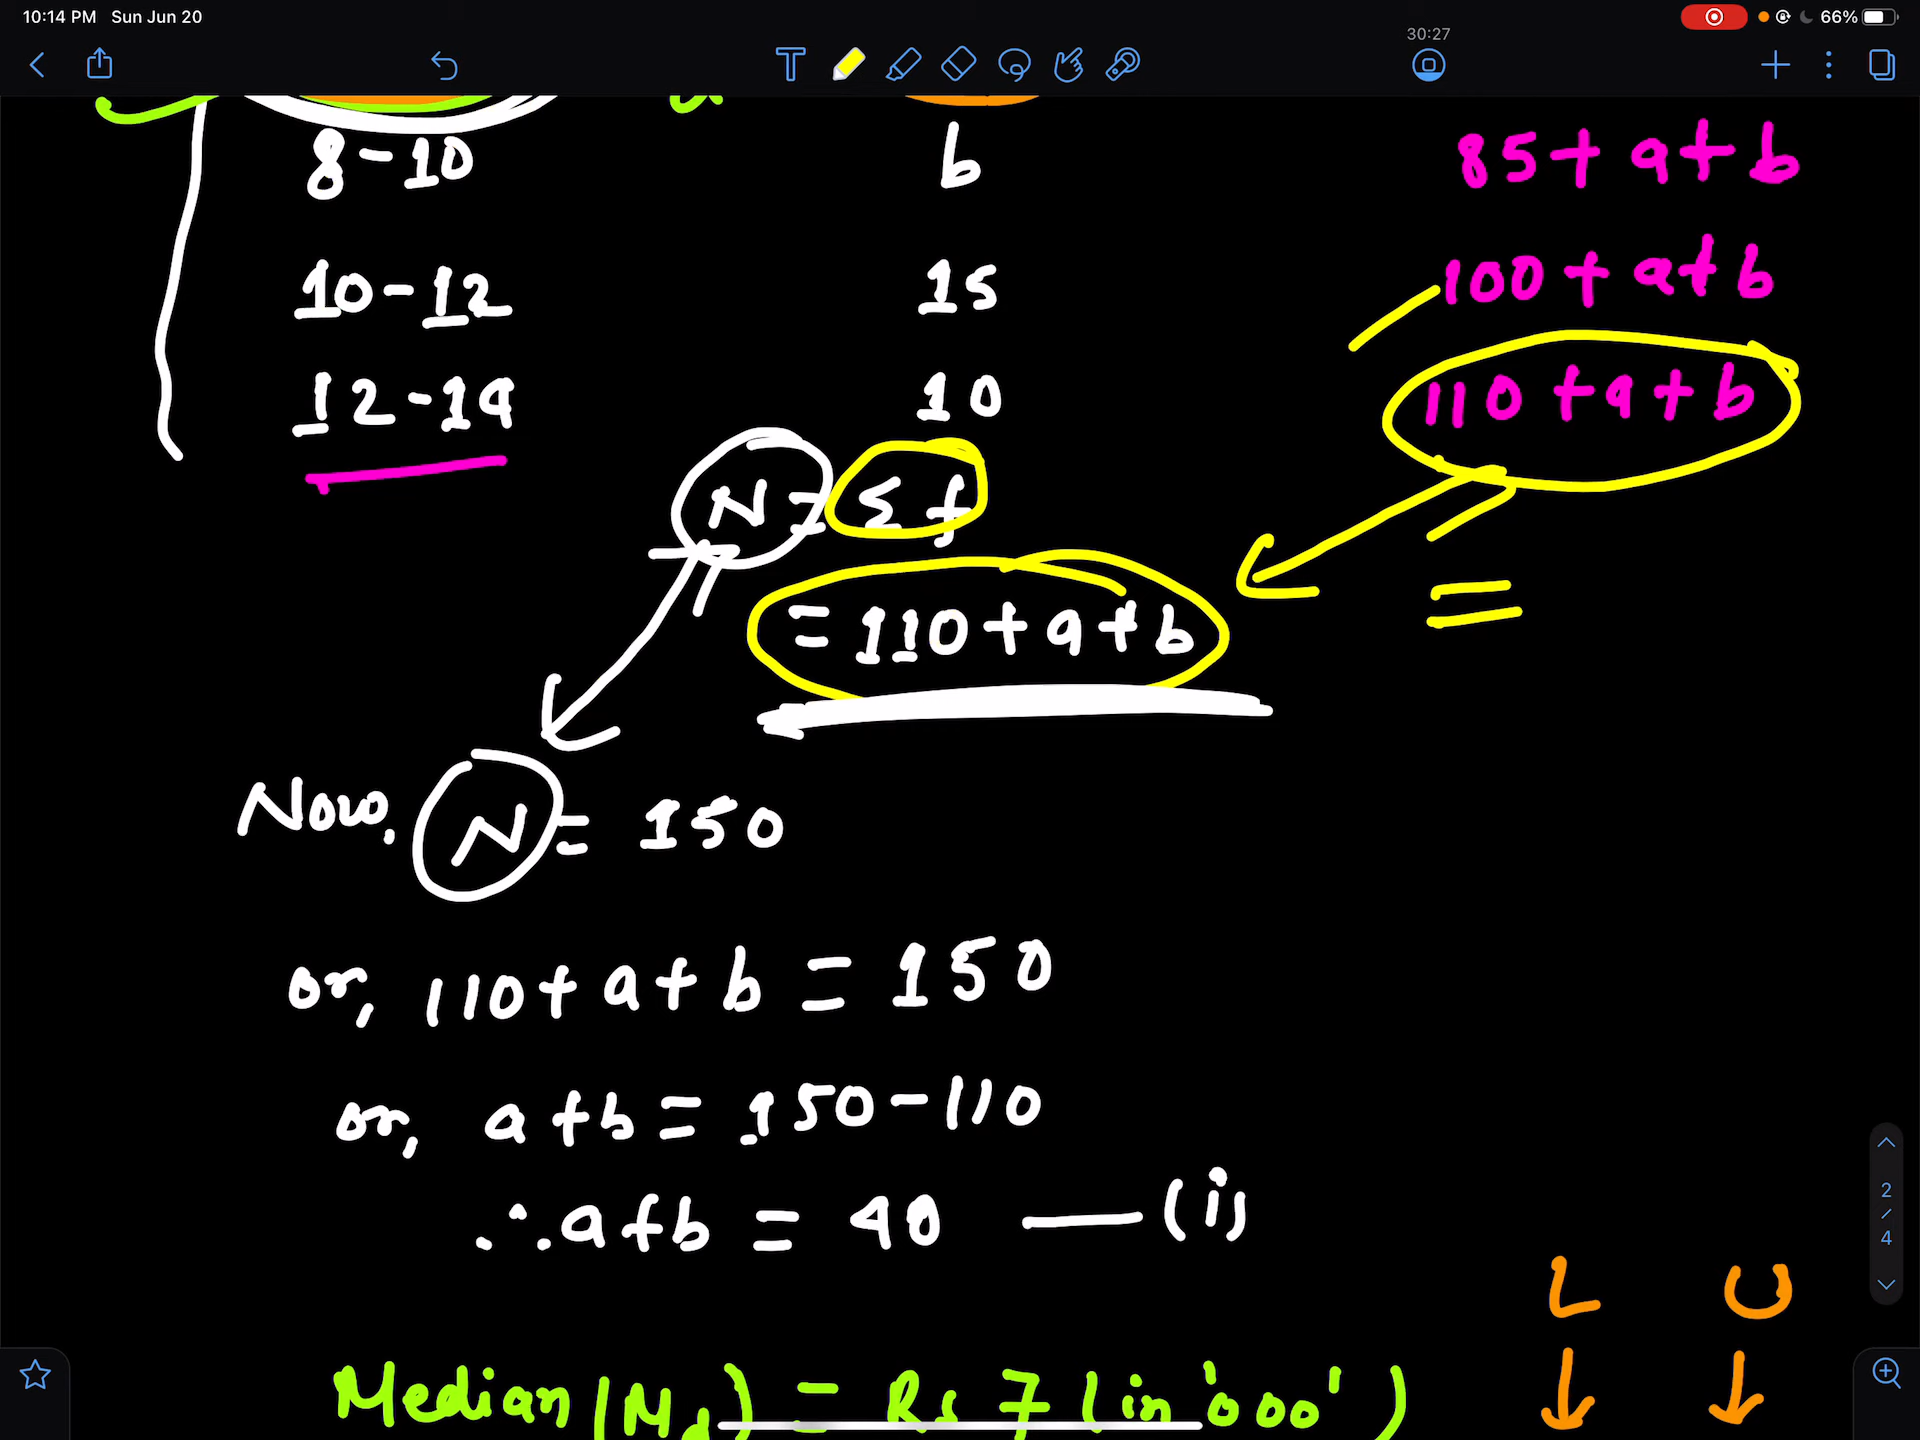 10:14 PM Sun Jun 20
66%
30:27
8-10 b 85+a+b
10-12 15 100+a+b
12-14 10 110+a+b
N = Σf
= 110+a+b
Now, N = 150
or, 110+a+b = 150
or, a+b = 150-110
∴ a+b = 40 — (i)
2
/
4
L U
Median (Md) = Rs 7 (in '000')